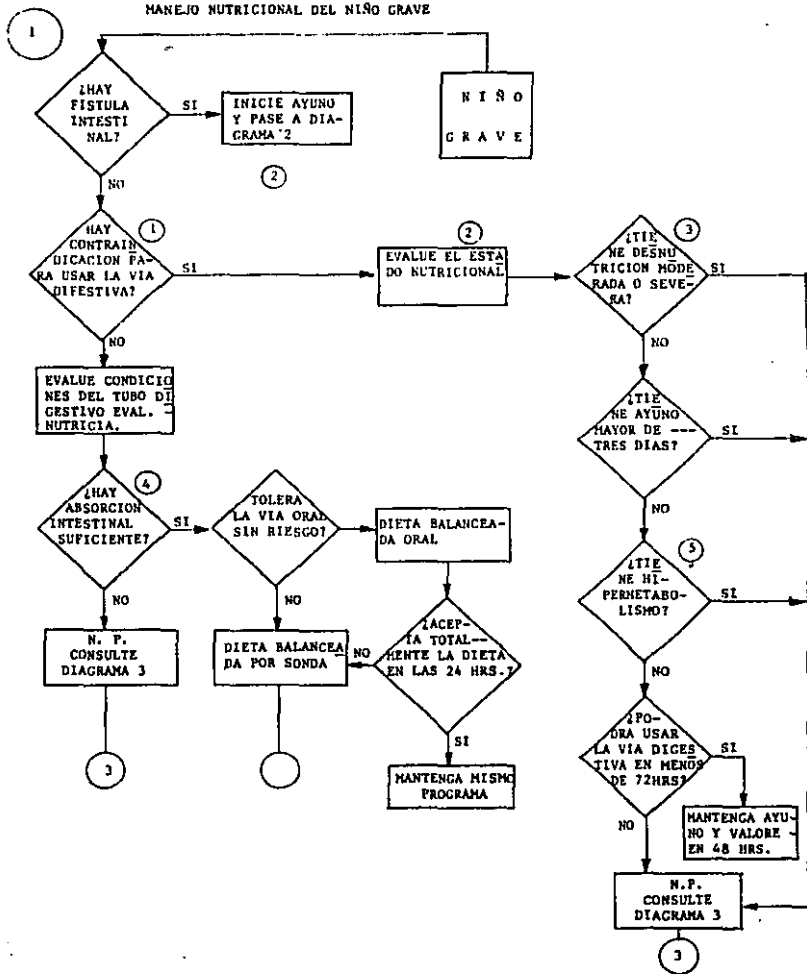 MANEJO NUTRICIONAL DEL NIÑO GRAVE
1
¿HAY
FISTULA
INTESTI
NAL?
SI
INICIE AYUNO
Y PASE A DIA-
GRAMA 2
2
N I Ñ O
G R A V E
NO
HAY
CONTRAIN
DICACION PA-
RA USAR LA VIA
DIFESTIVA?
1
SI
EVALUE EL ESTA
DO NUTRICIONAL
2
¿TIE
NE DESNU
TRICION MODE
RADA O SEVE-
RA?
3
SI
NO
NO
EVALUE CONDICIO
NES DEL TUBO DI
GESTIVO EVAL.
NUTRICIA.
¿TIE
NE AYUNO
MAYOR DE ----
TRES DIAS?
SI
NO
¿HAY
ABSORCION
INTESTINAL
SUFICIENTE?
4
SI
TOLERA
LA VIA ORAL
SIN RIESGO?
DIETA BALANCEA-
DA ORAL
¿TIE
NE HI-
PERMETABO-
LISMO?
5
SI
NO
NO
NO
N. P.
CONSULTE
DIAGRAMA 3
3
DIETA BALANCEA
DA POR SONDA
NO
¿ACEP-
TA TOTAL--
MENTE LA DIETA
EN LAS 24 HRS.?
SI
MANTENGA MISMO
PROGRAMA
¿PO-
DRA USAR
LA VIA DIGES
TIVA EN MENOS
DE 72HRS?
SI
MANTENGA AYU-
NO Y VALORE -
EN 48 HRS.
NO
N.P.
CONSULTE
DIAGRAMA 3
3